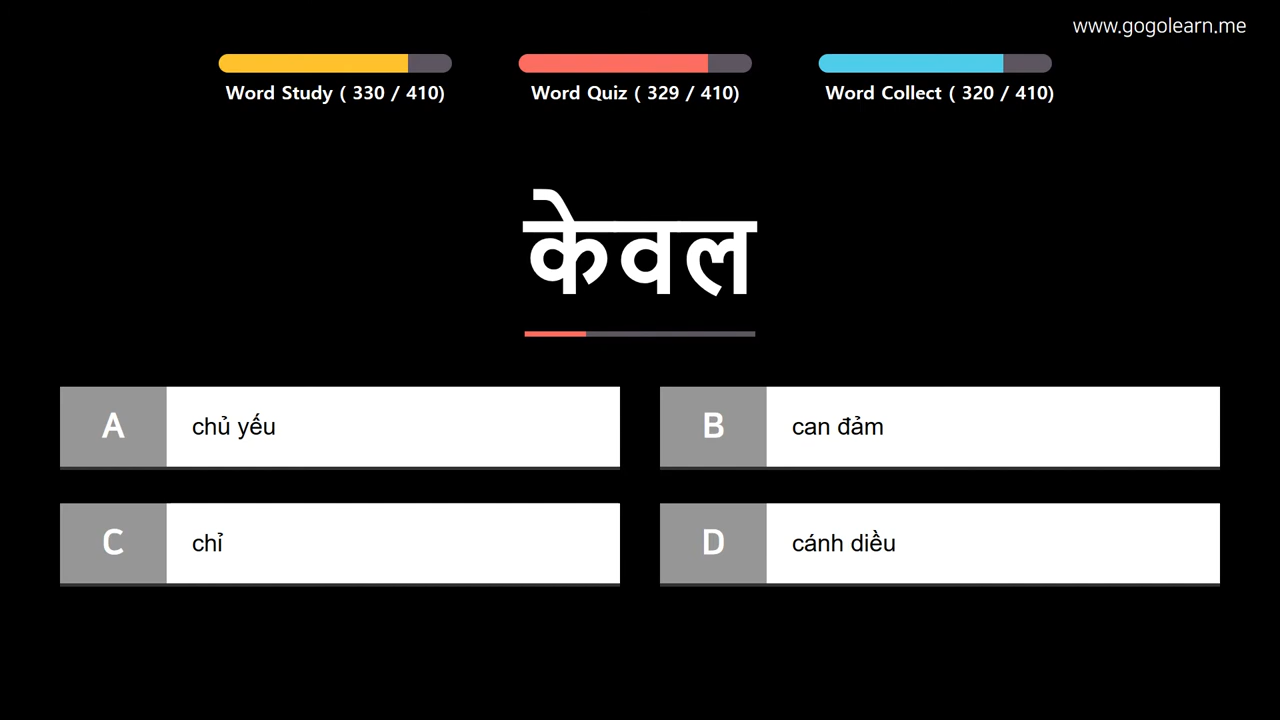 www.gogolearn.me
Word Study ( 330 / 410)
Word Quiz ( 329 / 410)
Word Collect ( 320 / 410)
केवल
A chủ yếu
B can đảm
C chỉ
D cánh diều